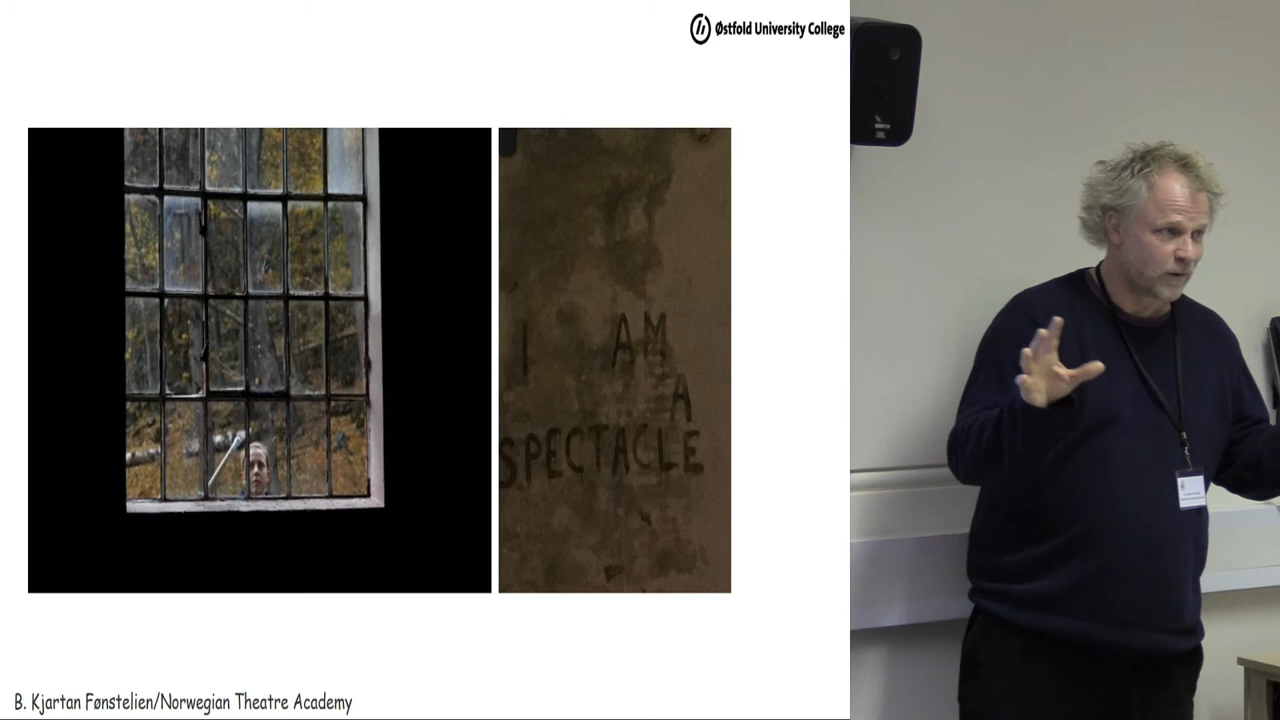 Østfold University College
I AM
A
SPECTACLE
B. Kjartan Fønstelien/Norwegian Theatre Academy